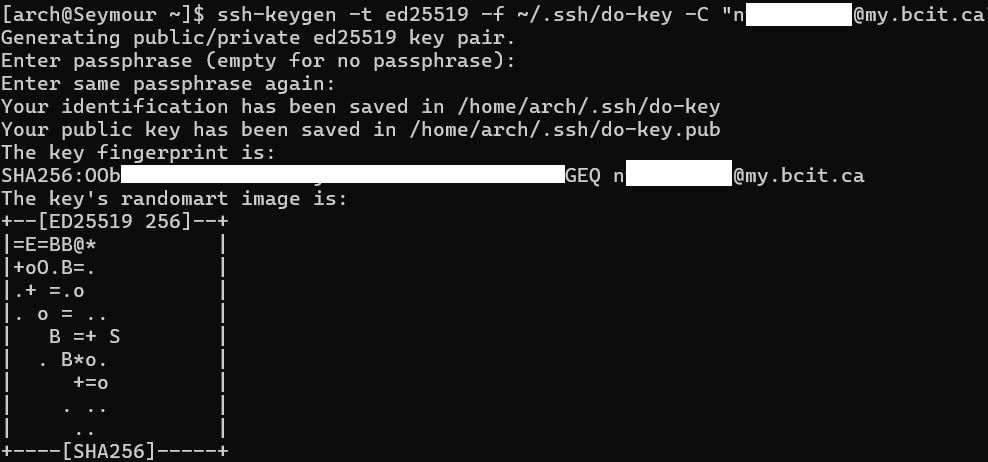 [arch@Seymour ~]$ ssh-keygen -t ed25519 -f ~/.ssh/do-key -C "n @my.bcit.ca"
Generating public/private ed25519 key pair.
Enter passphrase (empty for no passphrase):
Enter same passphrase again:
Your identification has been saved in /home/arch/.ssh/do-key
Your public key has been saved in /home/arch/.ssh/do-key.pub
The key fingerprint is:
SHA256:OOb GEQ n @my.bcit.ca
The key's randomart image is:
+--[ED25519 256]--+
|=E=BB@*          |
|+oO.B=.          |
|.+ =.o           |
|. o = ..         |
|   B =+ S        |
|  . B*o.         |
|     +=o         |
|    . ..         |
|     ..          |
+----[SHA256]-----+